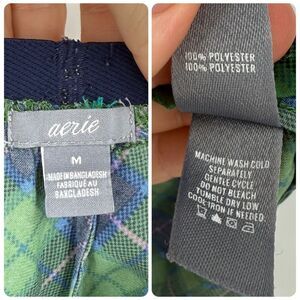 aerie
M
MADE IN BANGLADESH
FABRIQUÉ AU
BANGLADESH
100% POLYESTER
100% POLYESTER
MACHINE WASH COLD
SEPARATELY
GENTLE CYCLE
DO NOT BLEACH
TUMBLE DRY LOW
COOL IRON IF NEEDED